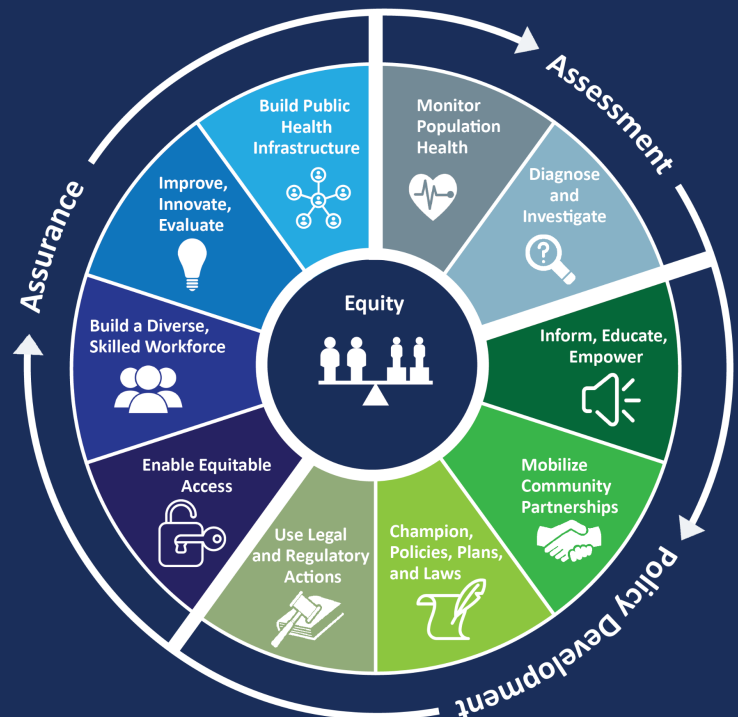 Assessment
Monitor
Population
Health
Diagnose
and
Investigate
Policy Development
Inform, Educate,
Empower
Mobilize
Community
Partnerships
Champion,
Policies, Plans,
and Laws
Use Legal
and Regulatory
Actions
Assurance
Enable Equitable
Access
Build a Diverse,
Skilled Workforce
Improve,
Innovate,
Evaluate
Build Public
Health
Infrastructure
Equity
?